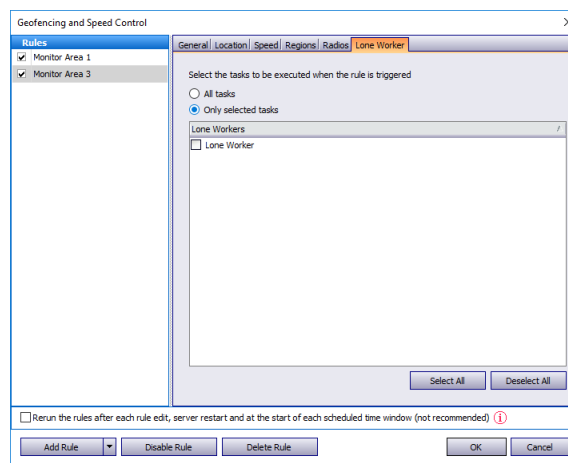 Geofencing and Speed Control
Rules
Monitor Area 1
Monitor Area 3
General Location Speed Regions Radios Lone Worker
Select the tasks to be executed when the rule is triggered
All tasks
Only selected tasks
Lone Workers
Lone Worker
Select All Deselect All
Rerun the rules after each rule edit, server restart and at the start of each scheduled time window (not recommended)
Add Rule Disable Rule Delete Rule OK Cancel